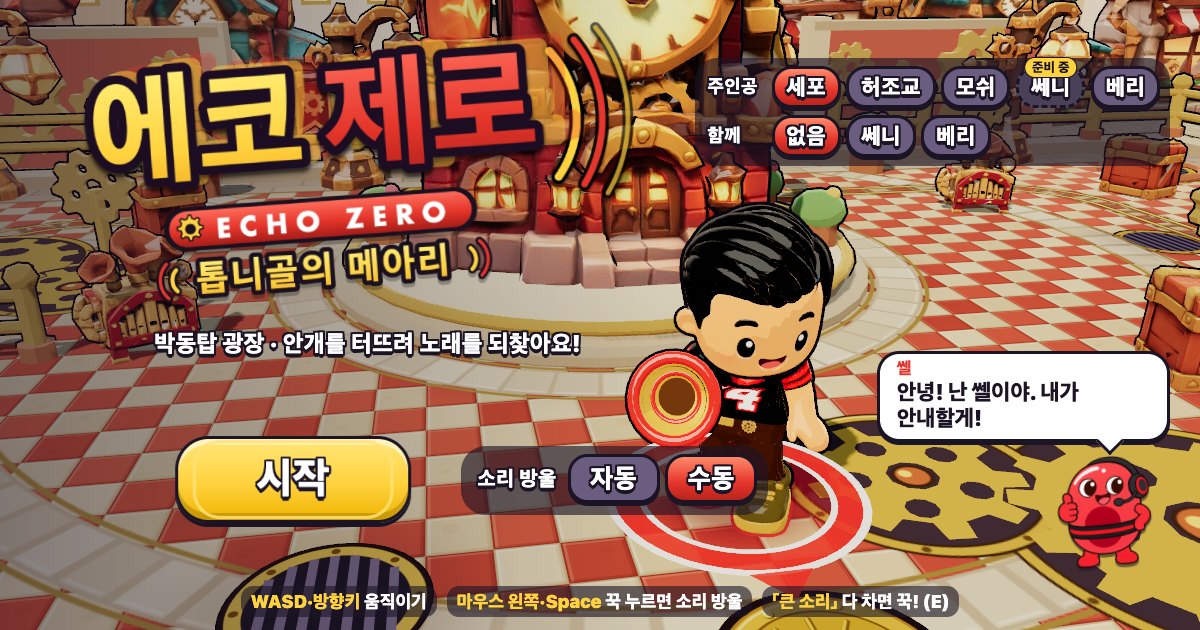 에코 제로
ECHO ZERO
톱니골의 메아리
박동탑 광장 · 안개를 터뜨려 노래를 되찾아요!
주인공 세포 허조교 모쉬 쎄니 베리
준비 중
함께 없음 쎄니 베리
4
쎌
안녕! 난 쎌이야. 내가
안내할게!
시작
소리 방울 자동 수동
WASD·방향키 움직이기
마우스 왼쪽·Space 꾹 누르면 소리 방울
「큰 소리」 다 차면 꾹! (E)